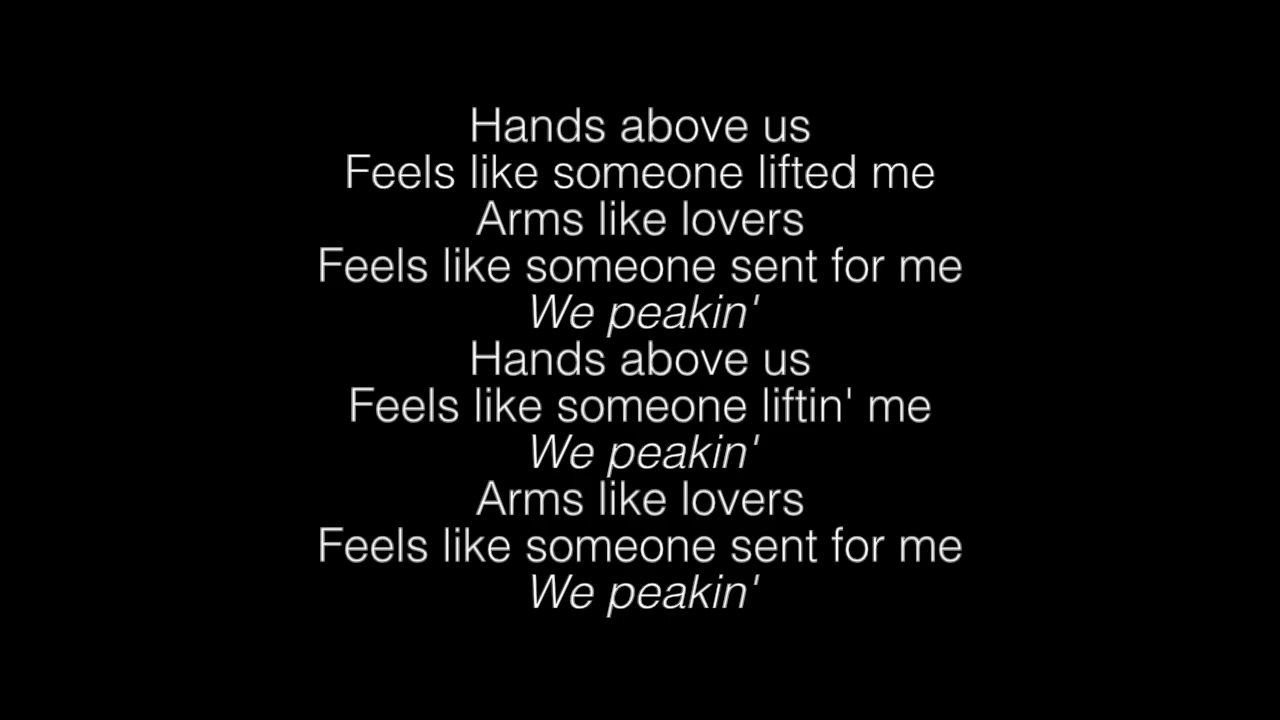 Hands above us
Feels like someone lifted me
Arms like lovers
Feels like someone sent for me
We peakin'
Hands above us
Feels like someone liftin' me
We peakin'
Arms like lovers
Feels like someone sent for me
We peakin'